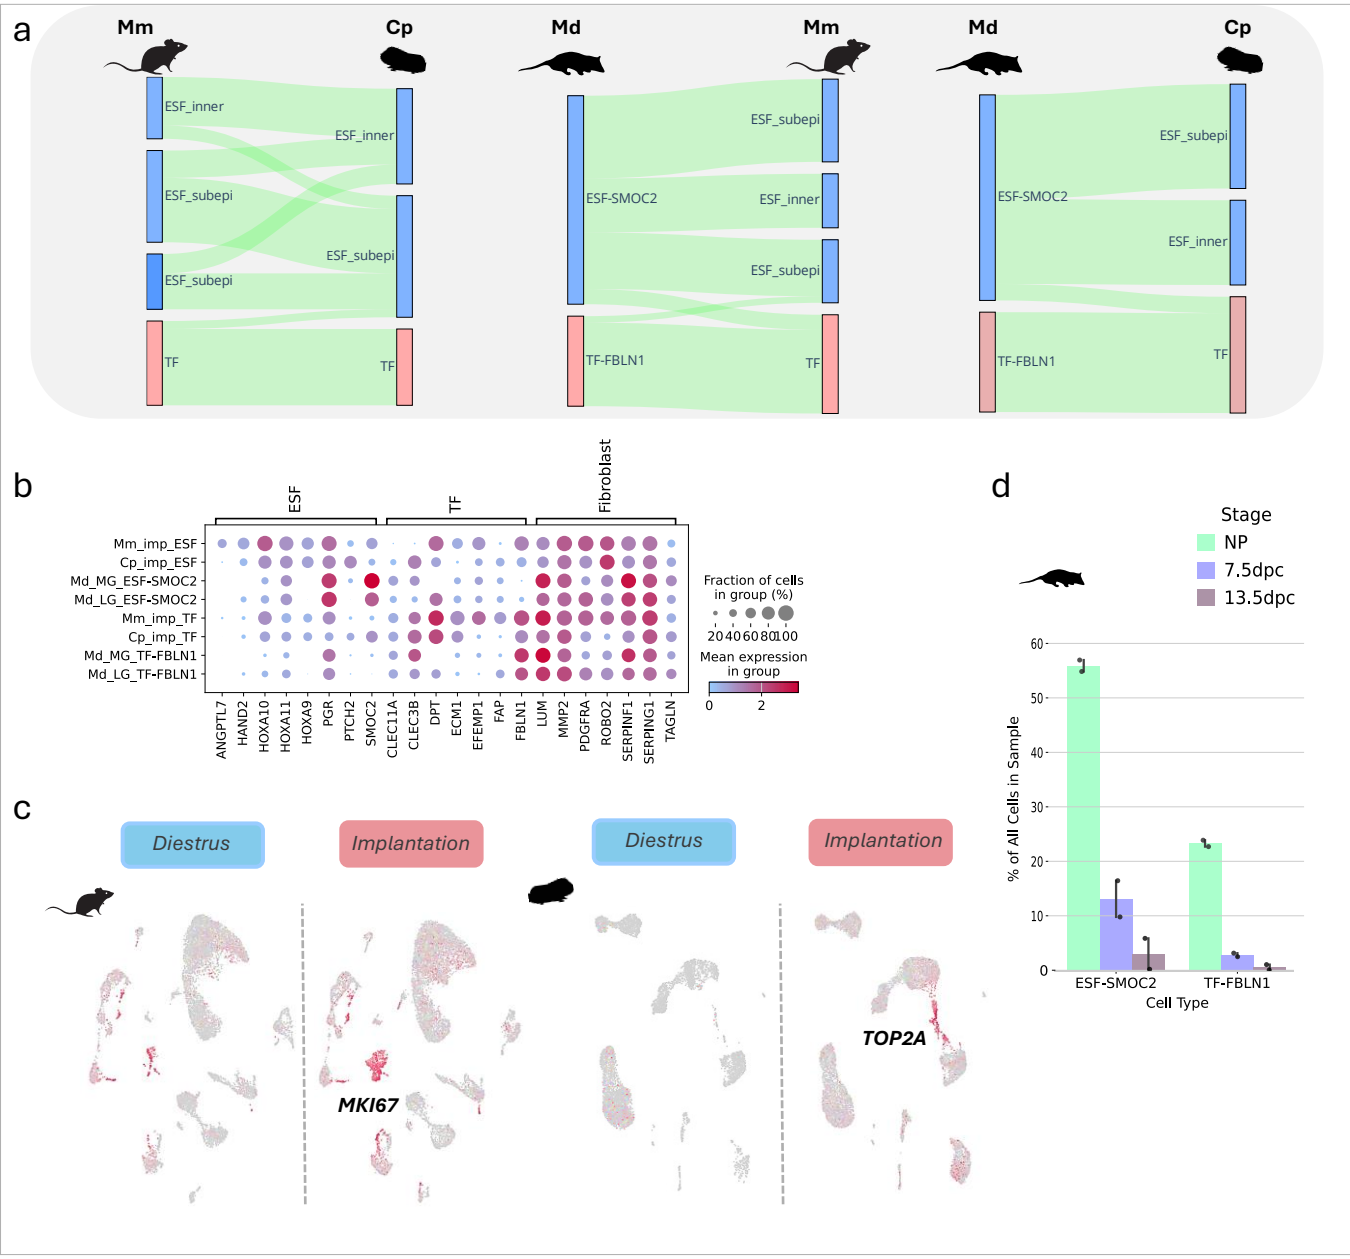 a
Mm
Cp
Md
Mm
Md
Cp
ESF_inner
ESF_subepi
ESF_subepi
TF
ESF_inner
ESF_subepi
TF
ESF-SMOC2
TF-FBLN1
ESF_subepi
ESF_inner
ESF_subepi
TF
ESF-SMOC2
TF-FBLN1
ESF_subepi
ESF_inner
TF
b
ESF
TF
Fibroblast
Mm_imp_ESF
Cp_imp_ESF
Md_MG_ESF-SMOC2
Md_LG_ESF-SMOC2
Mm_imp_TF
Cp_imp_TF
Md_MG_TF-FBLN1
Md_LG_TF-FBLN1
ANGPTL7
HAND2
HOXA10
HOXA11
HOXA9
PGR
PTCH2
SMOC2
CLEC11A
CLEC3B
DPT
ECM1
EFEMP1
FAP
FBLN1
LUM
MMP2
PDGFRA
ROBO2
SERPINF1
SERPING1
TAGLN
Fraction of cells
in group (%)
20 40 60 80 100
Mean expression
in group
0 2
c
Diestrus
Implantation
Diestrus
Implantation
MKI67
TOP2A
d
Stage
NP
7.5dpc
13.5dpc
% of All Cells in Sample
60
50
40
30
20
10
0
ESF-SMOC2
TF-FBLN1
Cell Type